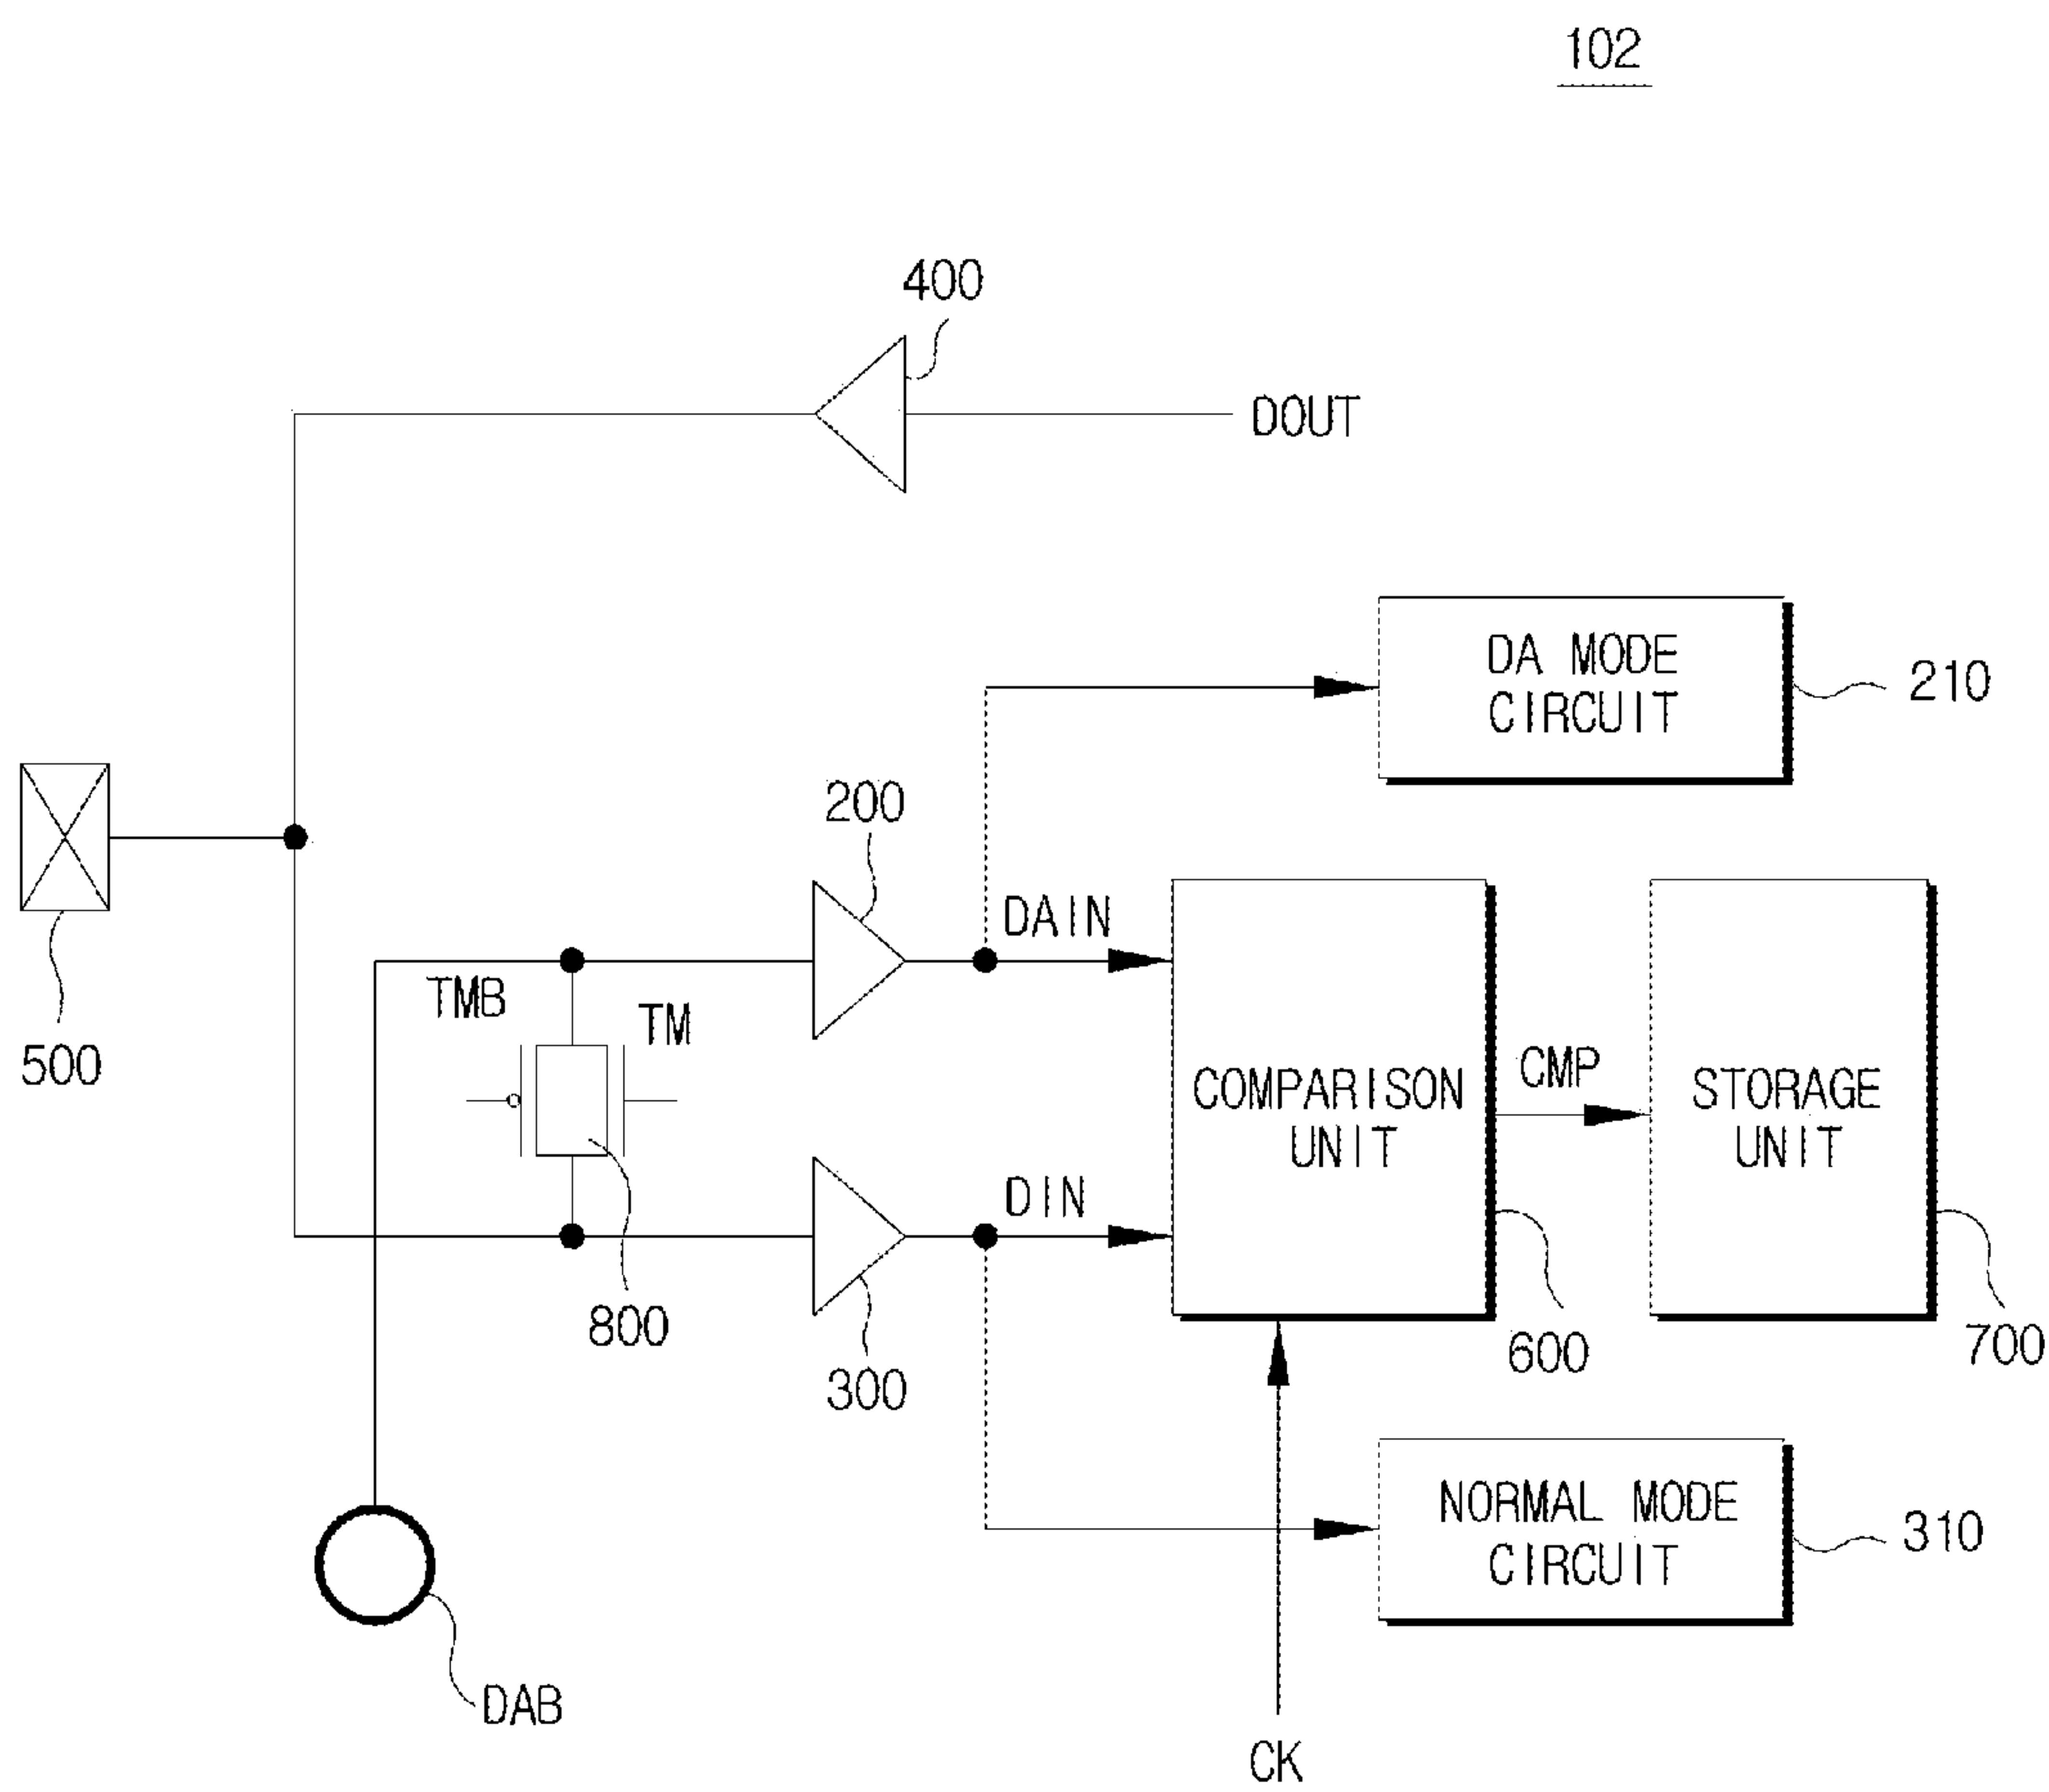 102
400
DOUT
DA MODE
CIRCUIT
210
200
DAIN
TMB
TM
500
COMPARISON
UNIT
CMP
STORAGE
UNIT
DIN
800
300
600
700
NORMAL MODE
CIRCUIT
310
DAB
CK